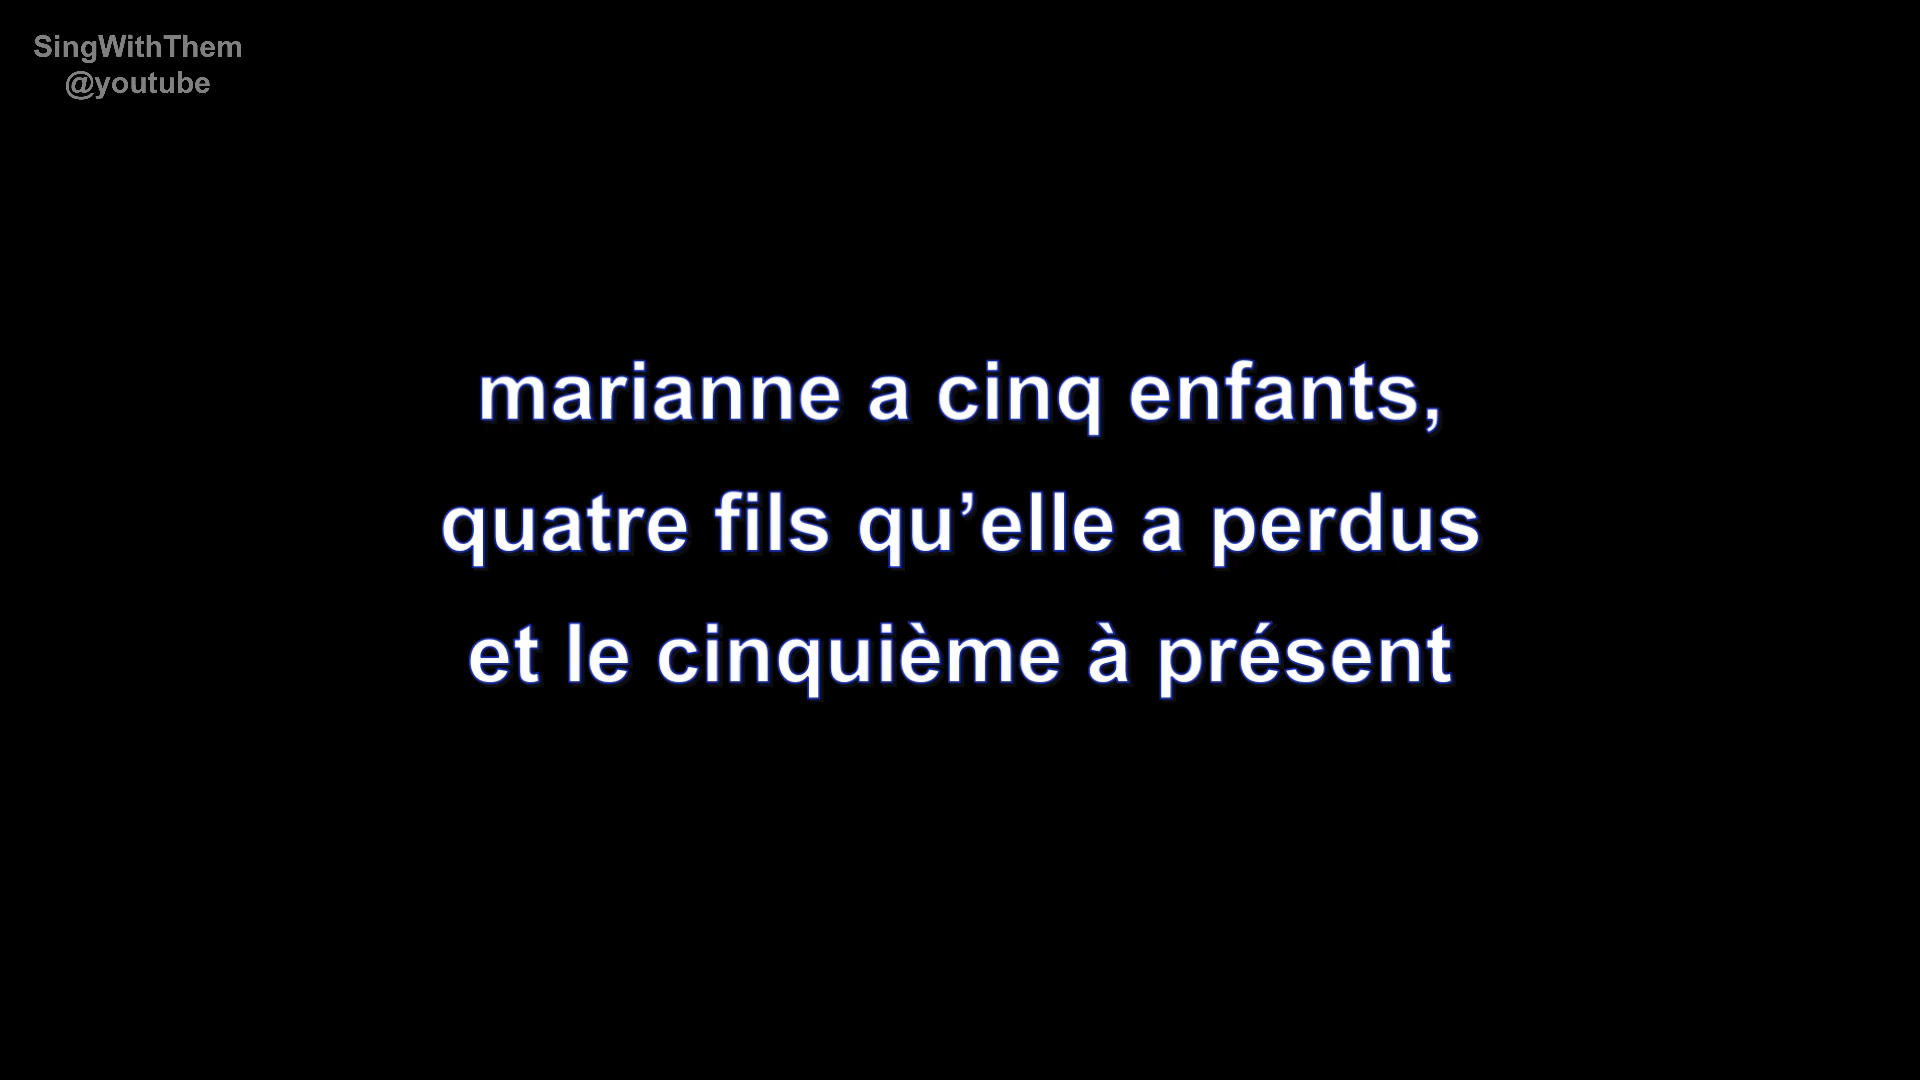 SingWithThem
@youtube
marianne a cinq enfants,
quatre fils qu’elle a perdus
et le cinquième à présent